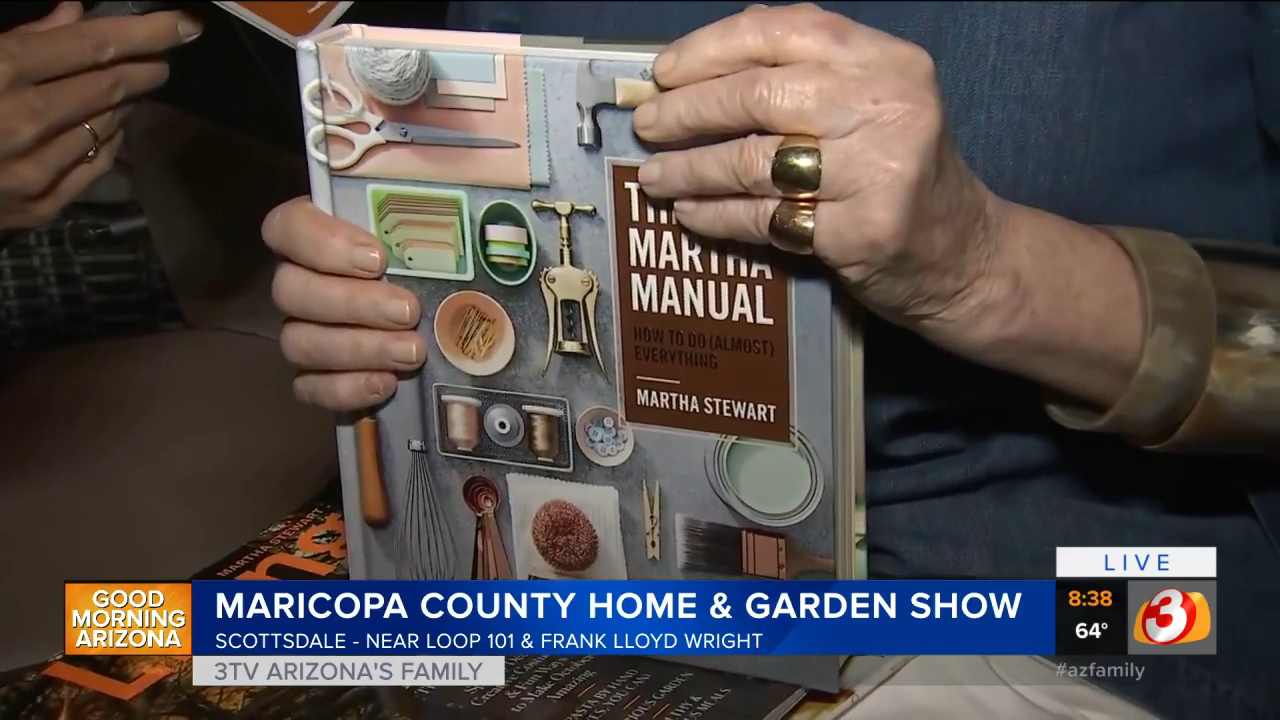 TH
MARTHA
MANUAL
HOW TO DO (ALMOST)
EVERYTHING
MARTHA STEWART
MARTHA STEWART
LIVE
GOOD
MORNING
ARIZONA
MARICOPA COUNTY HOME & GARDEN SHOW
SCOTTSDALE - NEAR LOOP 101 & FRANK LLOYD WRIGHT
8:38
64°
3
3TV ARIZONA'S FAMILY
#azfamily